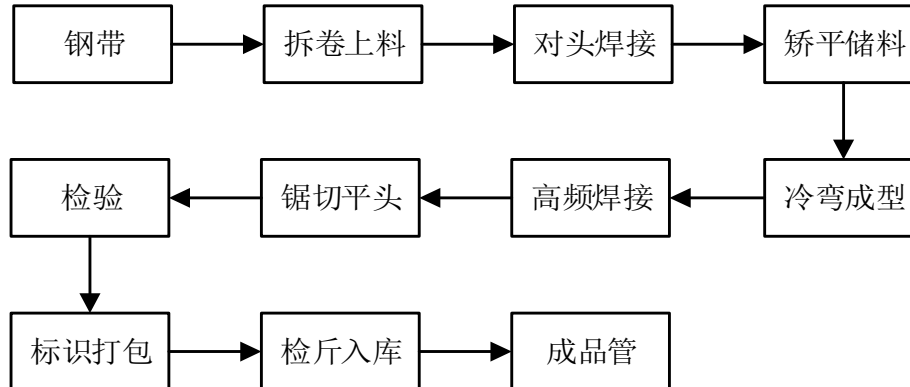 钢带
拆卷上料
对头焊接
矫平储料
冷弯成型
高频焊接
锯切平头
检验
标识打包
检斤入库
成品管